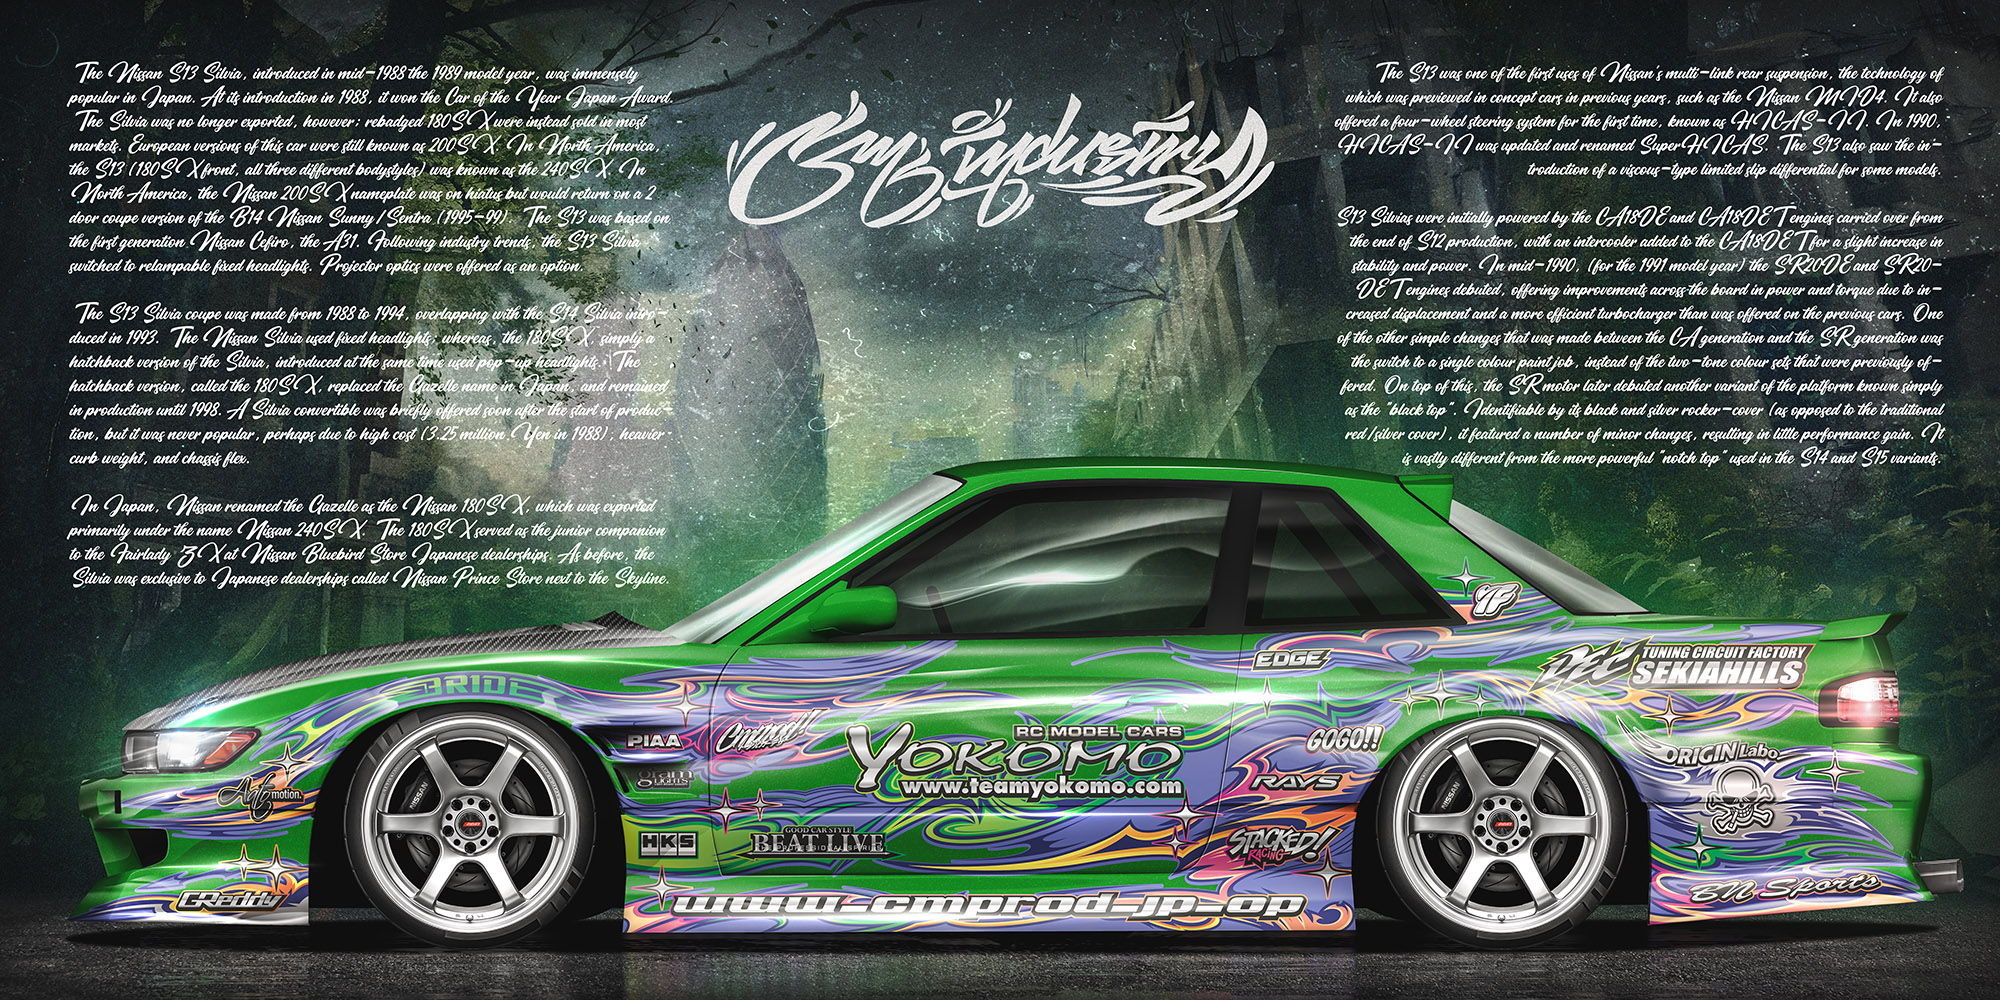 The Nissan S13 Silvia, introduced in mid-1988 the 1989 model year, was immensely
popular in Japan. At its introduction in 1988, it won the Car of the Year Japan Award.
The Silvia was no longer exported, however; rebadged 180SX were instead sold in most
markets. European versions of this car were still known as 200SX. In North America,
the S13 (180SX front, all three different bodystyles) was known as the 240SX. In
North America, the Nissan 200SX nameplate was on hiatus but would return on a 2
door coupe version of the B14 Nissan Sunny/Sentra (1995-99). The S13 was based on
the first generation Nissan Cefiro, the A31. Following industry trends, the S13 Silvia
switched to relampable fixed headlights. Projector optics were offered as an option.
The S13 Silvia coupe was made from 1988 to 1994, overlapping with the S14 Silvia intro-
duced in 1993. The Nissan Silvia used fixed headlights; whereas, the 180SX, simply a
hatchback version of the Silvia, introduced at the same time used pop-up headlights. The
hatchback version, called the 180SX, replaced the Gazelle name in Japan, and remained
in production until 1998. A Silvia convertible was briefly offered soon after the start of produc-
tion, but it was never popular, perhaps due to high cost (3.25 million Yen in 1988); heavier
curb weight, and chassis flex.
In Japan, Nissan renamed the Gazelle as the Nissan 180SX, which was exported
primarily under the name Nissan 240SX. The 180SX served as the junior companion
to the Fairlady ZX at Nissan Bluebird Store Japanese dealerships. As before, the
Silvia was exclusive to Japanese dealerships called Nissan Prince Store next to the Skyline.
The S13 was one of the first uses of Nissan's multi-link rear suspension, the technology of
which was previewed in concept cars in previous years, such as the Nissan MID4. It also
offered a four-wheel steering system for the first time, known as HICAS-II. In 1990,
HICAS-II was updated and renamed SuperHICAS. The S13 also saw the in-
troduction of a viscous-type limited slip differential for some models.
S13 Silvias were initially powered by the CA18DE and CA18DET engines carried over from
the end of S12 production, with an intercooler added to the CA18DET for a slight increase in
stability and power. In mid-1990, (for the 1991 model year) the SR20DE and SR20-
DET engines debuted, offering improvements across the board in power and torque due to in-
creased displacement and a more efficient turbocharger than was offered on the previous cars. One
of the other simple changes that was made between the CA generation and the SR generation was
the switch to a single colour paint job, instead of the two-tone colour sets that were previously of-
fered. On top of this, the SR motor later debuted another variant of the platform known simply
as the "black top". Identifiable by its black and silver rocker-cover (as opposed to the traditional
red/silver cover), it featured a number of minor changes, resulting in little performance gain. It
is vastly different from the more powerful "notch top" used in the S14 and S15 variants.
YF
EDGE
DEC TUNING CIRCUIT FACTORY
SEKIAHILLS
BRIDE
PIAA
gram
LIGHTS
RC MODEL CARS
YOKOMO
www.teamyokomo.com
GOGO!!
RAYS
ORIGIN Labo.
Art motion.
NISSAN
NISSAN
HKS
GOOD CAR STYLE
BEAT LIVE
STACKED!
RACING
GReddy
www.cmprod.jp.op
BN Sports